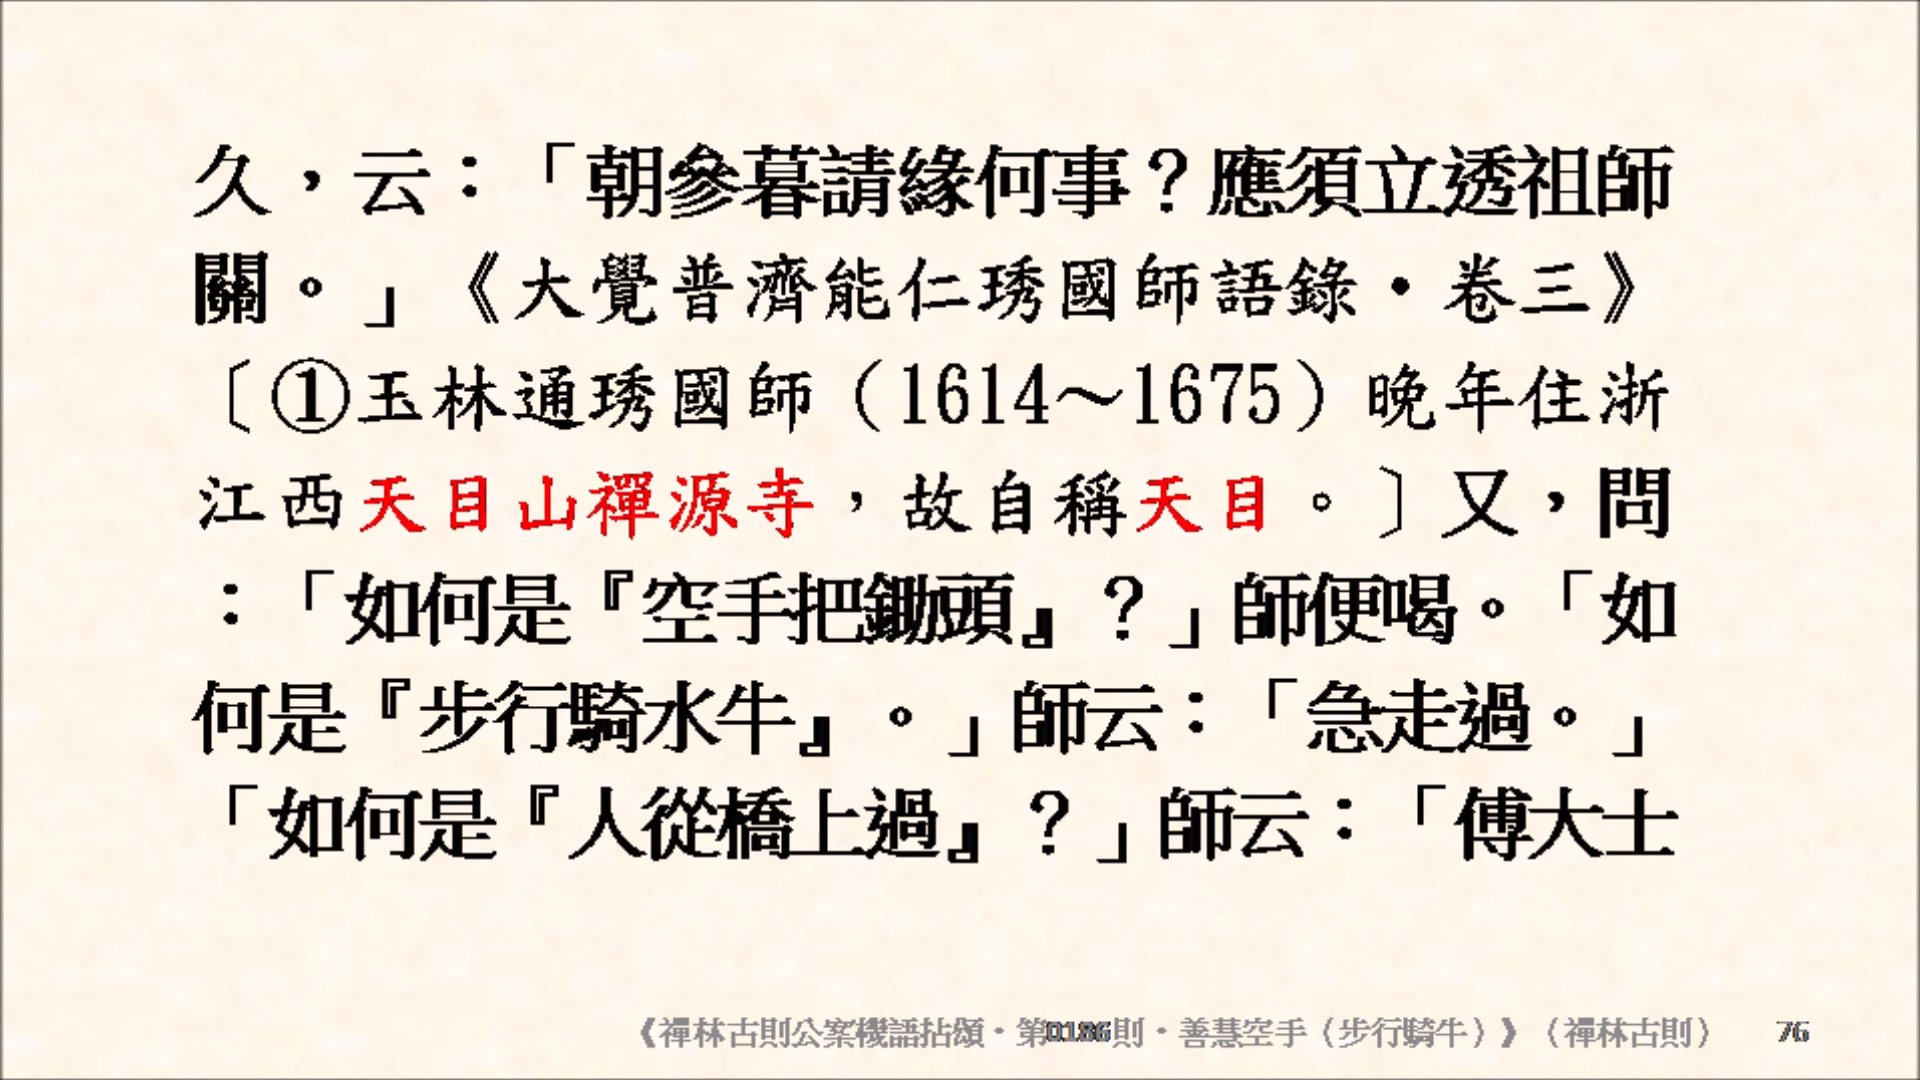 久，云：「朝參暮請緣何事？應須立透祖師
關。」《大覺普濟能仁琇國師語錄・卷三》
〔①玉林通琇國師（1614～1675）晚年住浙
江西天目山禪源寺，故自稱天目。〕又，問
：「如何是『空手把鋤頭』？」師便喝。「如
何是『步行騎水牛』。」師云：「急走過。」
「如何是『人從橋上過』？」師云：「傅大士
《禪林古則公案機語拈頌・第0186則・善慧空手（步行騎牛）》（禪林古則） 76